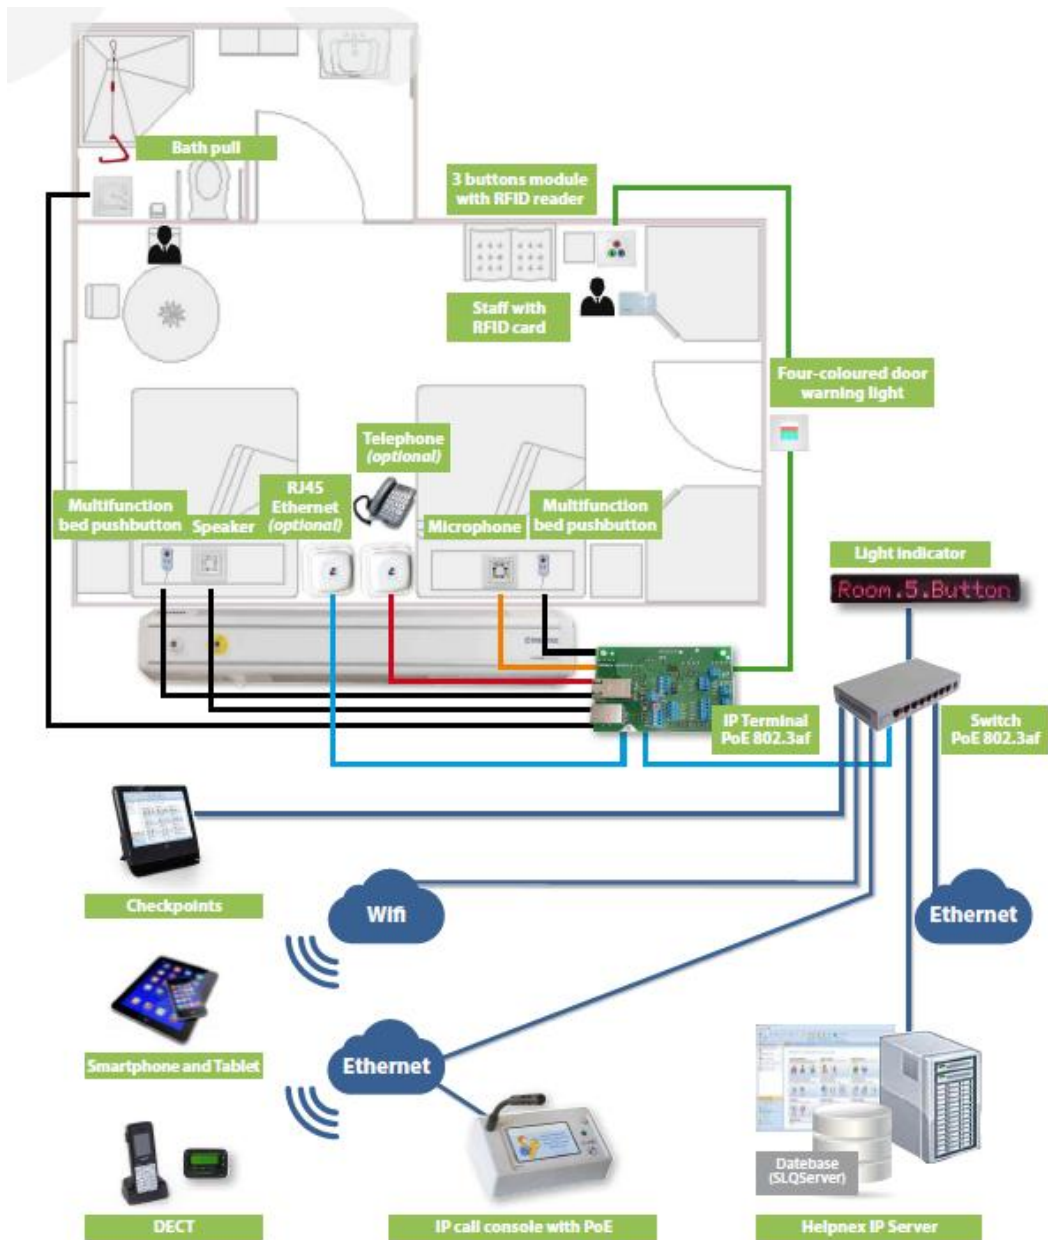 Bath pull
3 buttons module
with RFID reader
Staff with
RFID card
Four-coloured door
warning light
Telephone
(optional)
RJ45
Ethernet
(optional)
Multifunction
bed pushbutton
Speaker
Microphone
Multifunction
bed pushbutton
Light indicator
Room.5.Button
IP Terminal
PoE 802.3af
Switch
PoE 802.3af
Checkpoints
Wifi
Ethernet
Smartphone and Tablet
Ethernet
Datebase
(SLQServer)
DECT
IP call console with PoE
Helpnex IP Server